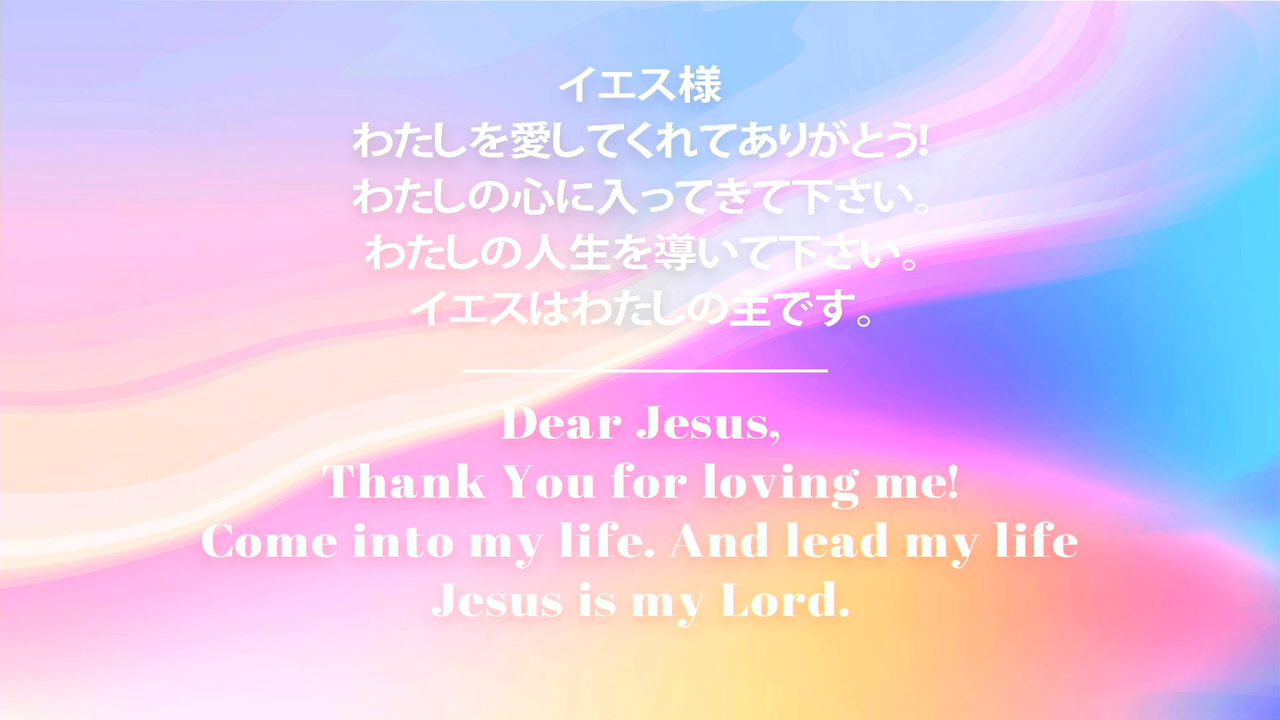 イエス様
わたしを愛してくれてありがとう!
わたしの心に入ってきて下さい。
わたしの人生を導いて下さい。
イエスはわたしの主です。
Dear Jesus,
Thank You for loving me!
Come into my life. And lead my life
Jesus is my Lord.